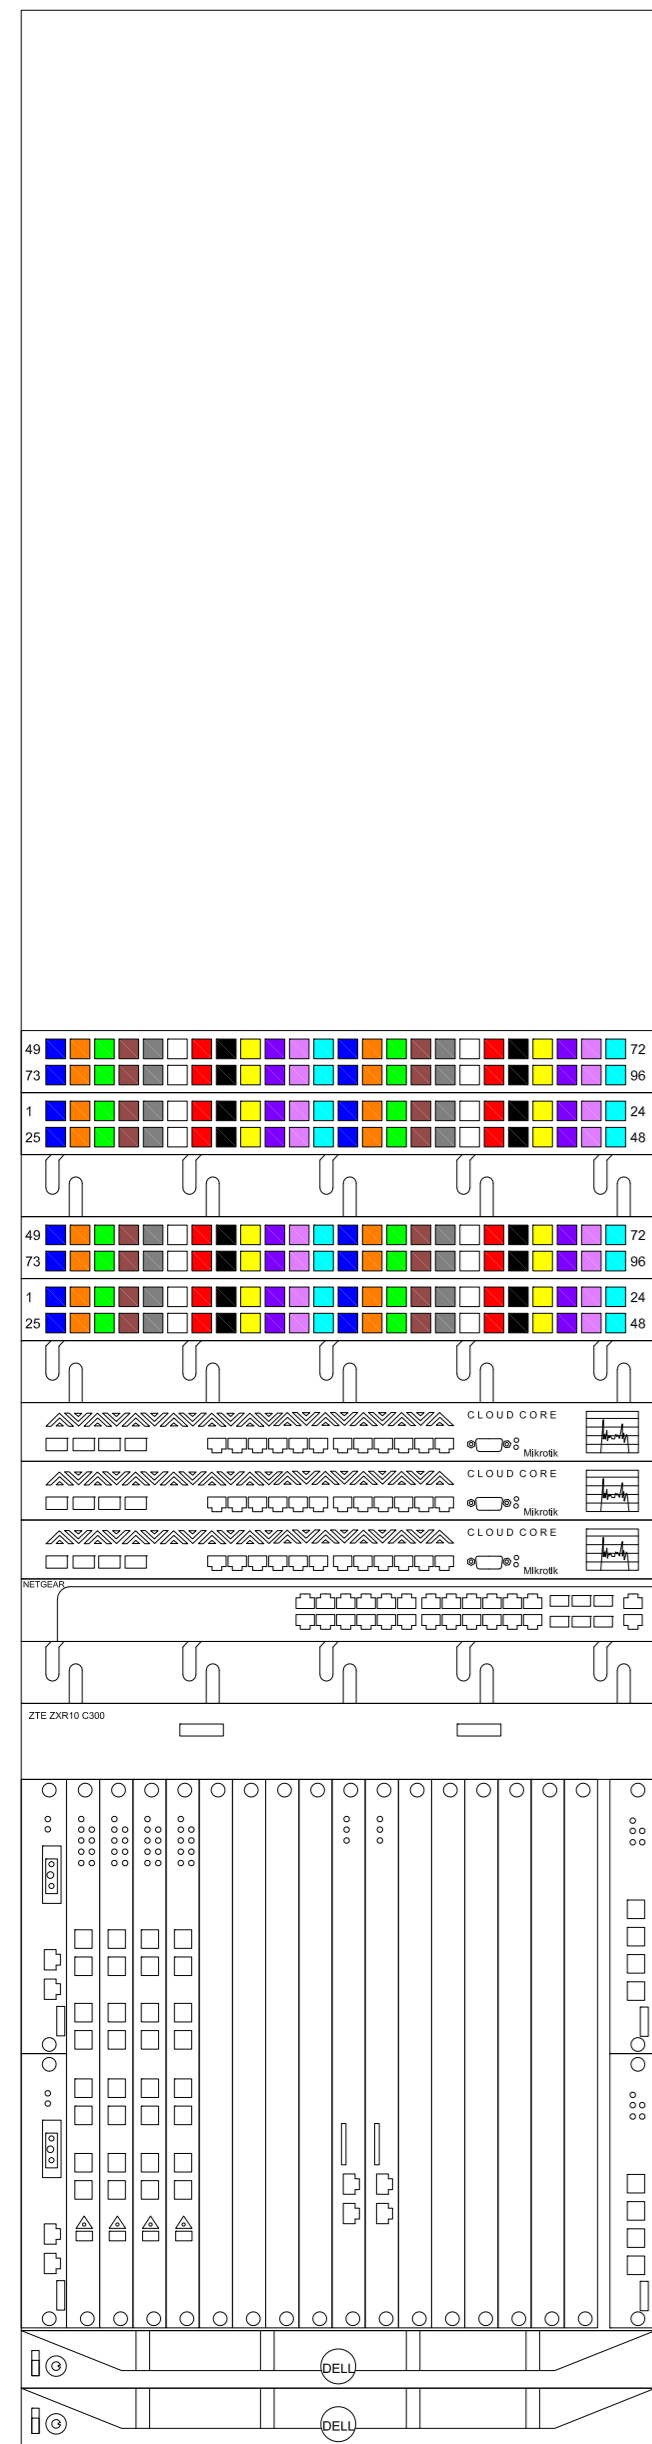 49 72
73 96
1 24
25 48
49 72
73 96
1 24
25 48
CLOUD CORE
Mikrotik
CLOUD CORE
Mikrotik
CLOUD CORE
Mikrotik
NETGEAR
ZTE ZXR10 C300
DELL
DELL